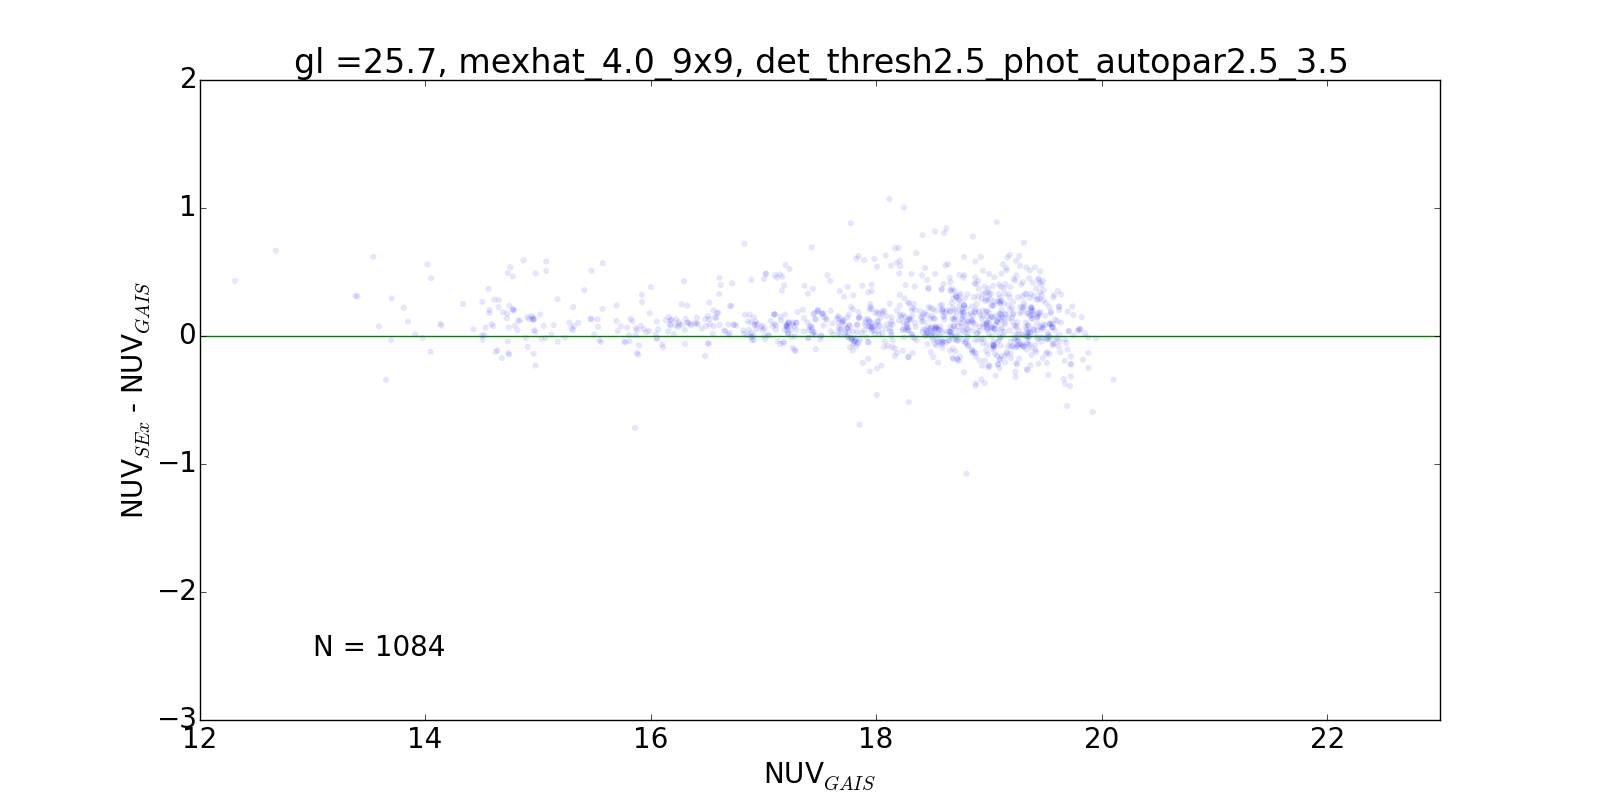 gl =25.7, mexhat_4.0_9x9, det_thresh2.5_phot_autopar2.5_3.5
2
1
0
−1
−2
−3
NUV_SEx - NUV_GAIS
N = 1084
12 14 16 18 20 22
NUV_GAIS